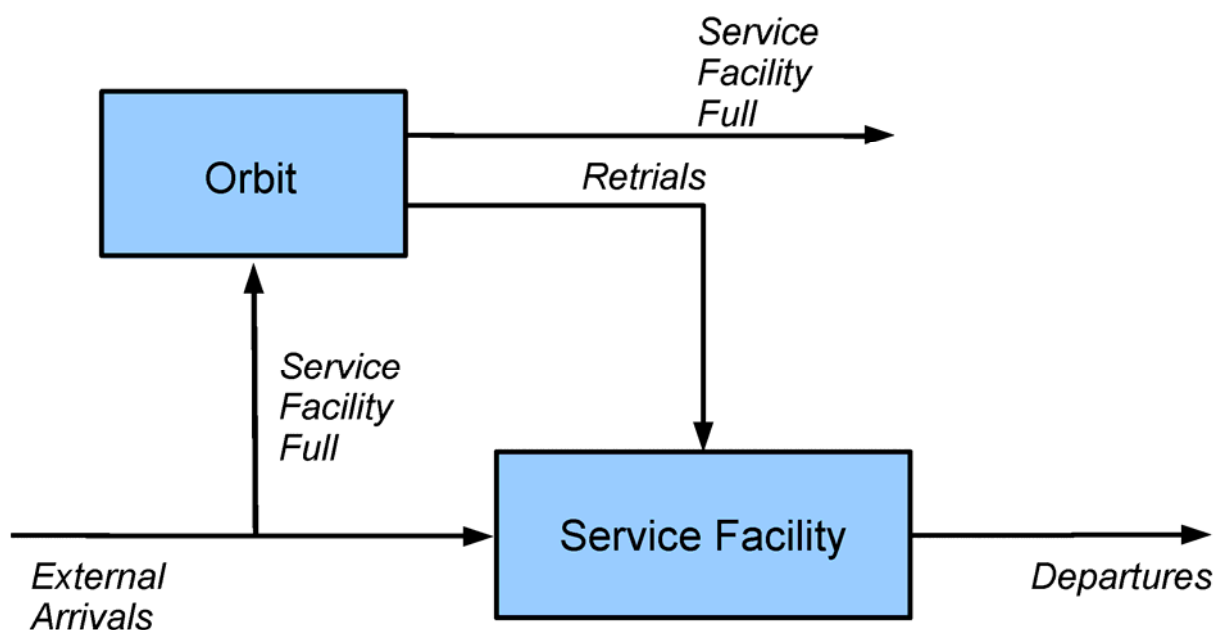 Service
Facility
Full
Orbit
Retrials
Service
Facility
Full
Service Facility
External
Arrivals
Departures